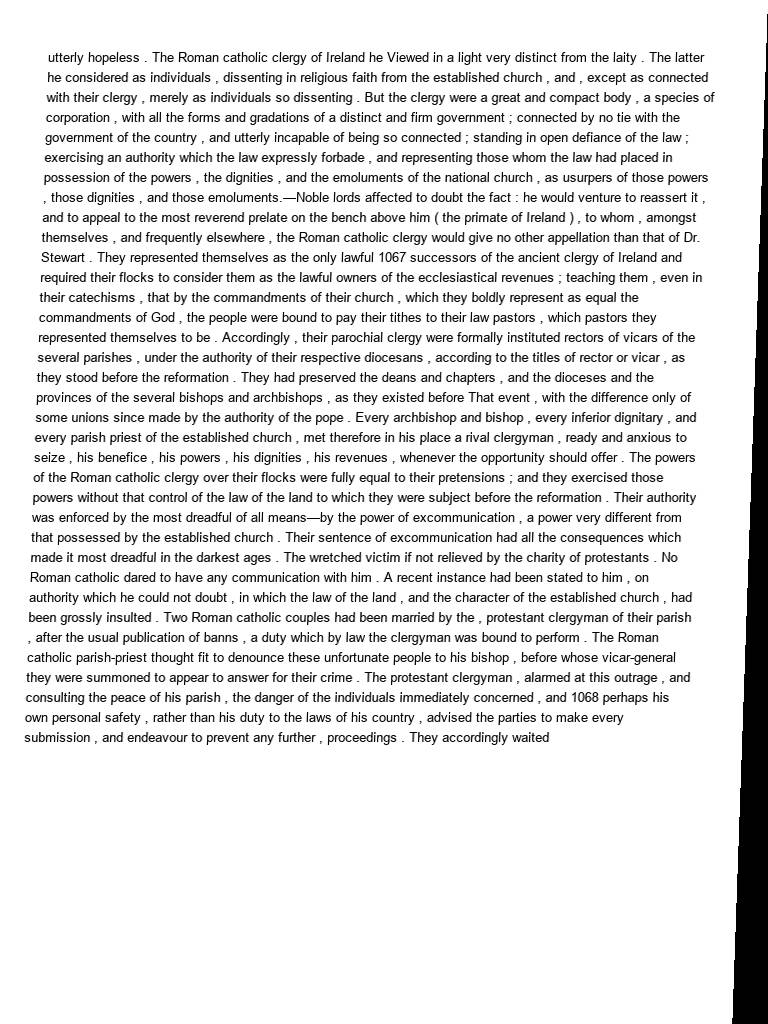 utterly hopeless . The Roman catholic clergy of Ireland he Viewed in a light very distinct from the laity . The latter
he considered as individuals , dissenting in religious faith from the established church , and , except as connected
with their clergy , merely as individuals so dissenting . But the clergy were a great and compact body , a species of
corporation , with all the forms and gradations of a distinct and firm government ; connected by no tie with the
government of the country , and utterly incapable of being so connected ; standing in open defiance of the law ;
exercising an authority which the law expressly forbade , and representing those whom the law had placed in
possession of the powers , the dignities , and the emoluments of the national church , as usurpers of those powers
, those dignities , and those emoluments.—Noble lords affected to doubt the fact : he would venture to reassert it ,
and to appeal to the most reverend prelate on the bench above him ( the primate of Ireland ) , to whom , amongst
themselves , and frequently elsewhere , the Roman catholic clergy would give no other appellation than that of Dr.
Stewart . They represented themselves as the only lawful 1067 successors of the ancient clergy of Ireland and
required their flocks to consider them as the lawful owners of the ecclesiastical revenues ; teaching them , even in
their catechisms , that by the commandments of their church , which they boldly represent as equal the
commandments of God , the people were bound to pay their tithes to their law pastors , which pastors they
represented themselves to be . Accordingly , their parochial clergy were formally instituted rectors of vicars of the
several parishes , under the authority of their respective diocesans , according to the titles of rector or vicar , as
they stood before the reformation . They had preserved the deans and chapters , and the dioceses and the
provinces of the several bishops and archbishops , as they existed before That event , with the difference only of
some unions since made by the authority of the pope . Every archbishop and bishop , every inferior dignitary , and
every parish priest of the established church , met therefore in his place a rival clergyman , ready and anxious to
seize , his benefice , his powers , his dignities , his revenues , whenever the opportunity should offer . The powers
of the Roman catholic clergy over their flocks were fully equal to their pretensions ; and they exercised those
powers without that control of the law of the land to which they were subject before the reformation . Their authority
was enforced by the most dreadful of all means—by the power of excommunication , a power very different from
that possessed by the established church . Their sentence of excommunication had all the consequences which
made it most dreadful in the darkest ages . The wretched victim if not relieved by the charity of protestants . No
Roman catholic dared to have any communication with him . A recent instance had been stated to him , on
authority which he could not doubt , in which the law of the land , and the character of the established church , had
been grossly insulted . Two Roman catholic couples had been married by the , protestant clergyman of their parish
, after the usual publication of banns , a duty which by law the clergyman was bound to perform . The Roman
catholic parish-priest thought fit to denounce these unfortunate people to his bishop , before whose vicar-general
they were summoned to appear to answer for their crime . The protestant clergyman , alarmed at this outrage , and
consulting the peace of his parish , the danger of the individuals immediately concerned , and 1068 perhaps his
own personal safety , rather than his duty to the laws of his country , advised the parties to make every
submission , and endeavour to prevent any further , proceedings . They accordingly waited